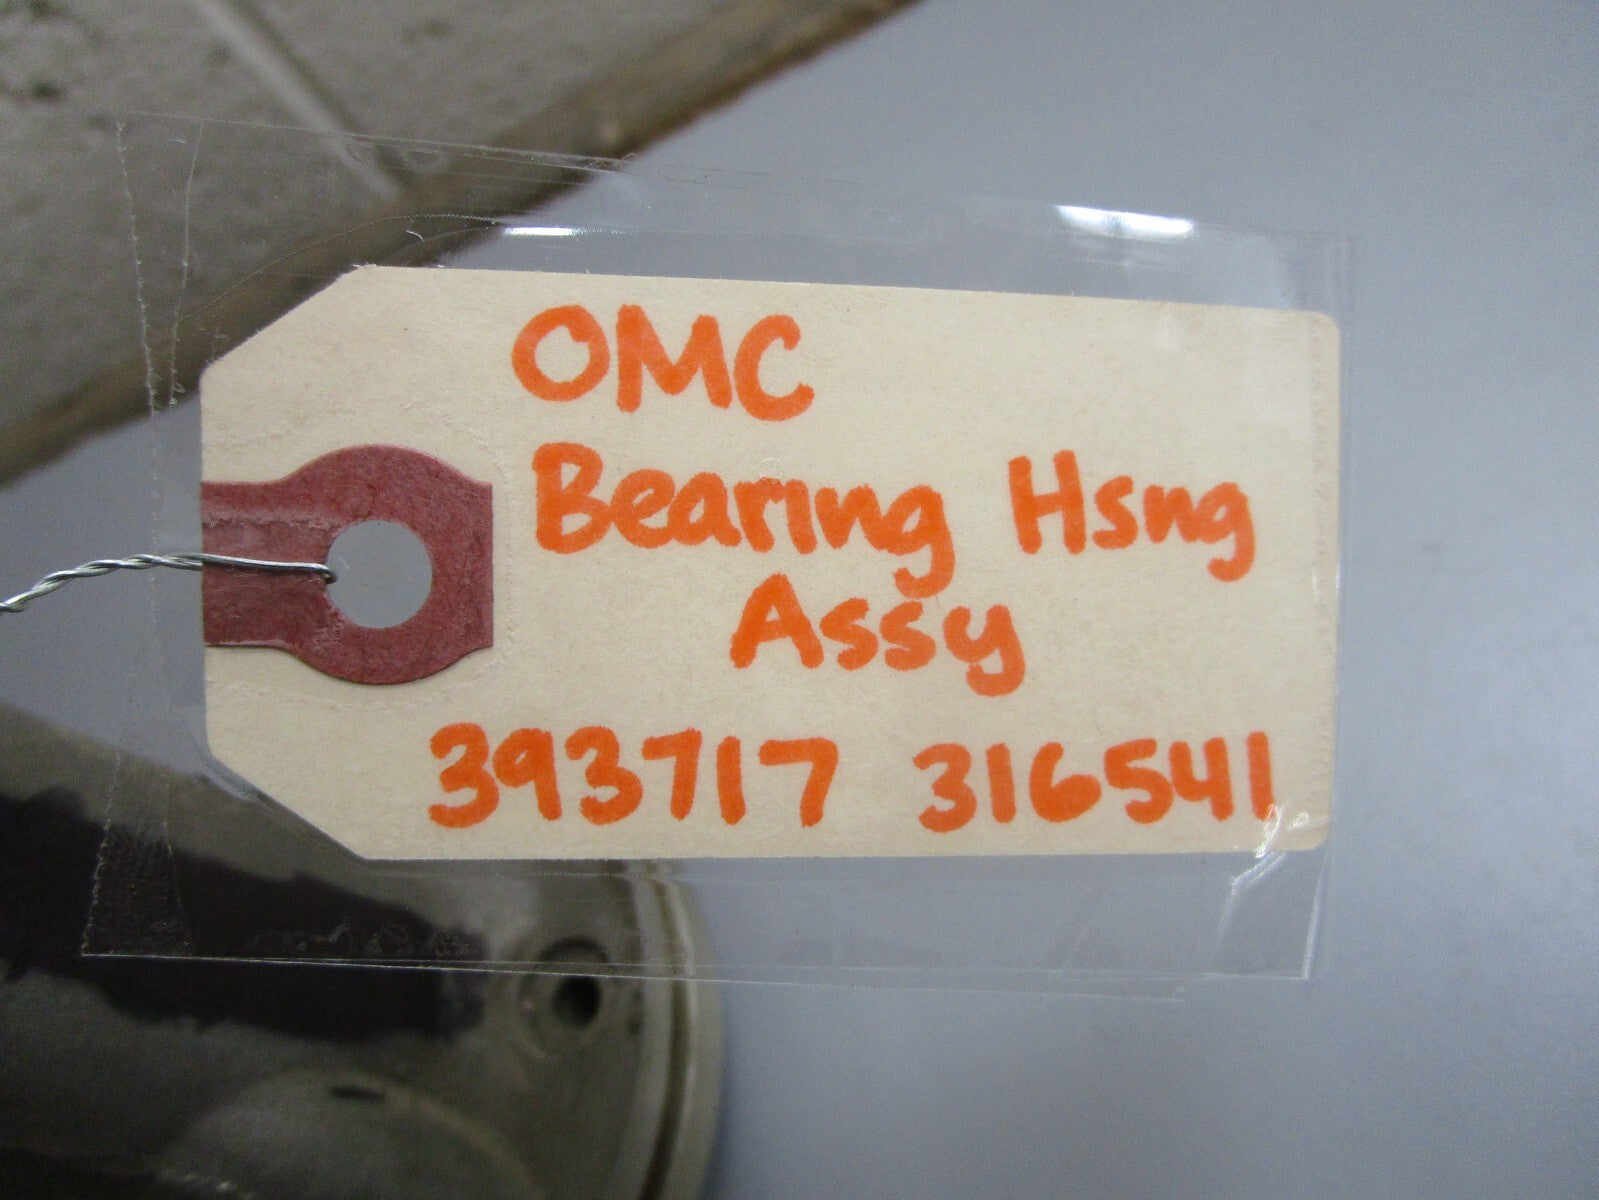 OMC
Bearing Hsng
Assy
393717 316541